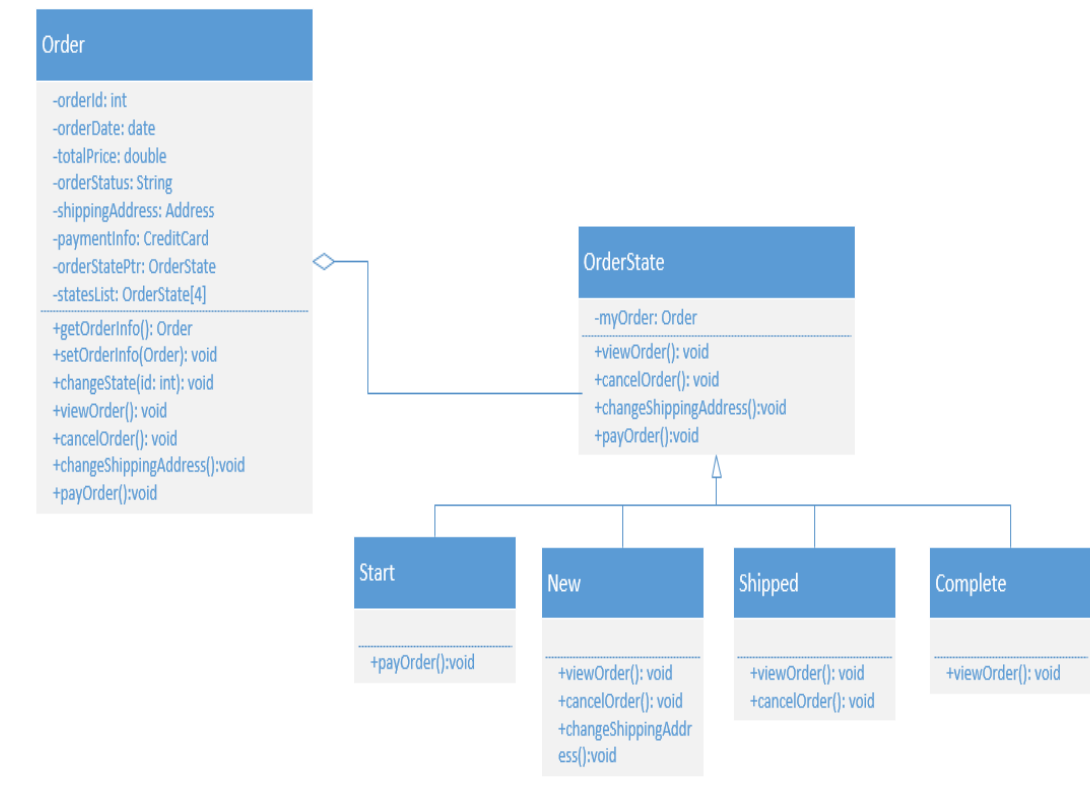 Order
-orderId: int
-orderDate: date
-totalPrice: double
-orderStatus: String
-shippingAddress: Address
-paymentInfo: CreditCard
-orderStatePtr: OrderState
-statesList: OrderState[4]
+getOrderInfo(): Order
+setOrderInfo(Order): void
+changeState(id: int): void
+viewOrder(): void
+cancelOrder(): void
+changeShippingAddress():void
+payOrder():void
OrderState
-myOrder: Order
+viewOrder(): void
+cancelOrder(): void
+changeShippingAddress():void
+payOrder():void
Start
+payOrder():void
New
+viewOrder(): void
+cancelOrder(): void
+changeShippingAddr
ess():void
Shipped
+viewOrder(): void
+cancelOrder(): void
Complete
+viewOrder(): void